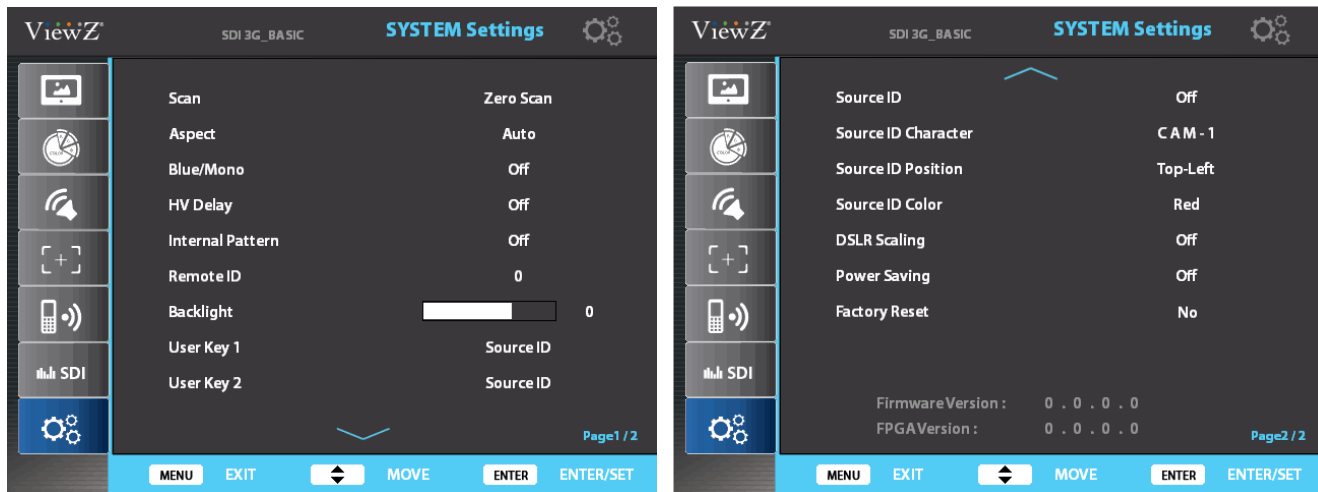 ViewZ SDI 3G_BASIC SYSTEM Settings
Scan Zero Scan
Aspect Auto
COLOR
Blue/Mono Off
HV Delay Off
Internal Pattern Off
Remote ID 0
Backlight 0
User Key 1 Source ID
SDI
User Key 2 Source ID
Page1 / 2
MENU EXIT MOVE ENTER ENTER/SET
ViewZ SDI 3G_BASIC SYSTEM Settings
Source ID Off
Source ID Character CAM-1
COLOR
Source ID Position Top-Left
Source ID Color Red
DSLR Scaling Off
Power Saving Off
Factory Reset No
SDI
Firmware Version : 0 . 0 . 0 . 0
FPGA Version : 0 . 0 . 0 . 0
Page2 / 2
MENU EXIT MOVE ENTER ENTER/SET